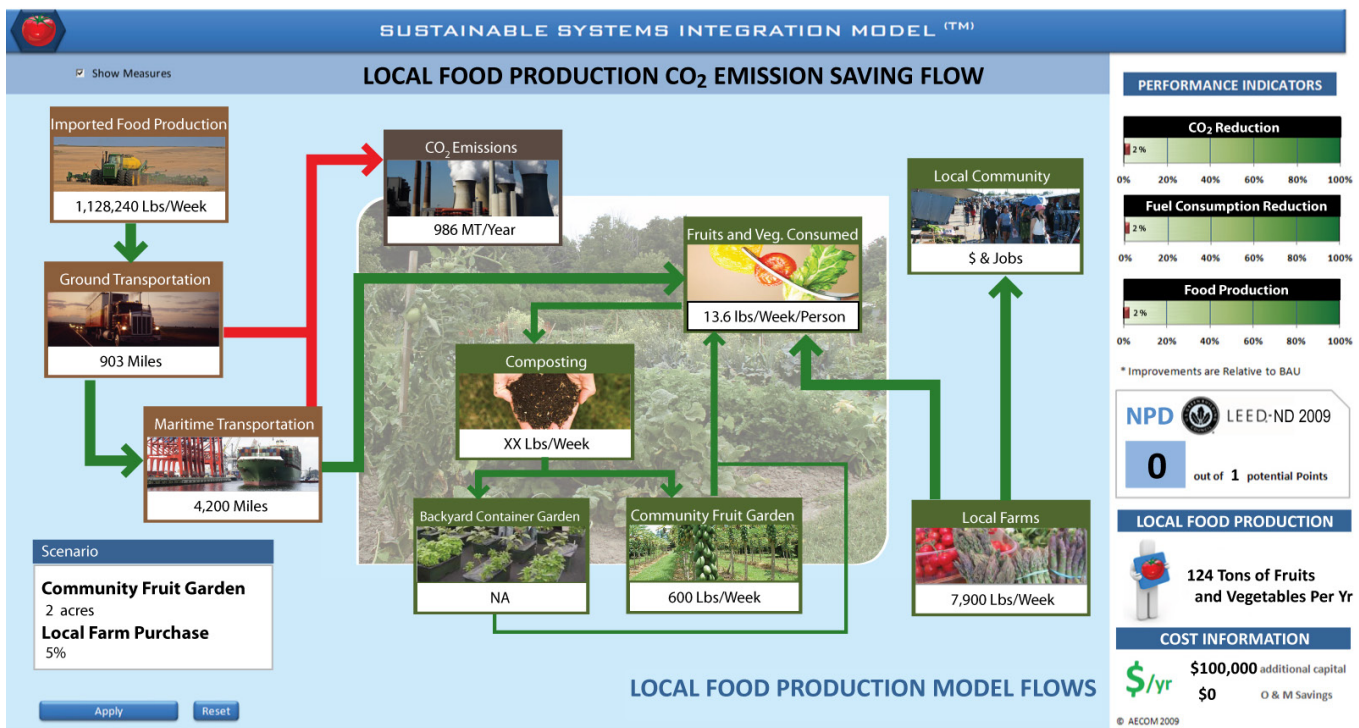 SUSTAINABLE SYSTEMS INTEGRATION MODEL (TM)
Show Measures
LOCAL FOOD PRODUCTION CO₂ EMISSION SAVING FLOW
Imported Food Production
1,128,240 Lbs/Week
Ground Transportation
903 Miles
Maritime Transportation
4,200 Miles
CO₂ Emissions
986 MT/Year
Fruits and Veg. Consumed
13.6 lbs/Week/Person
Local Community
$ & Jobs
Composting
XX Lbs/Week
Backyard Container Garden
NA
Community Fruit Garden
600 Lbs/Week
Local Farms
7,900 Lbs/Week
Scenario
Community Fruit Garden
2 acres
Local Farm Purchase
5%
Apply
Reset
LOCAL FOOD PRODUCTION MODEL FLOWS
PERFORMANCE INDICATORS
CO₂ Reduction
2 %
0% 20% 40% 60% 80% 100%
Fuel Consumption Reduction
2 %
0% 20% 40% 60% 80% 100%
Food Production
2 %
0% 20% 40% 60% 80% 100%
* Improvements are Relative to BAU
NPD LEED-ND 2009
0 out of 1 potential Points
LOCAL FOOD PRODUCTION
124 Tons of Fruits
and Vegetables Per Yr
COST INFORMATION
$/yr
$100,000 additional capital
$0 O & M Savings
© AECOM 2009